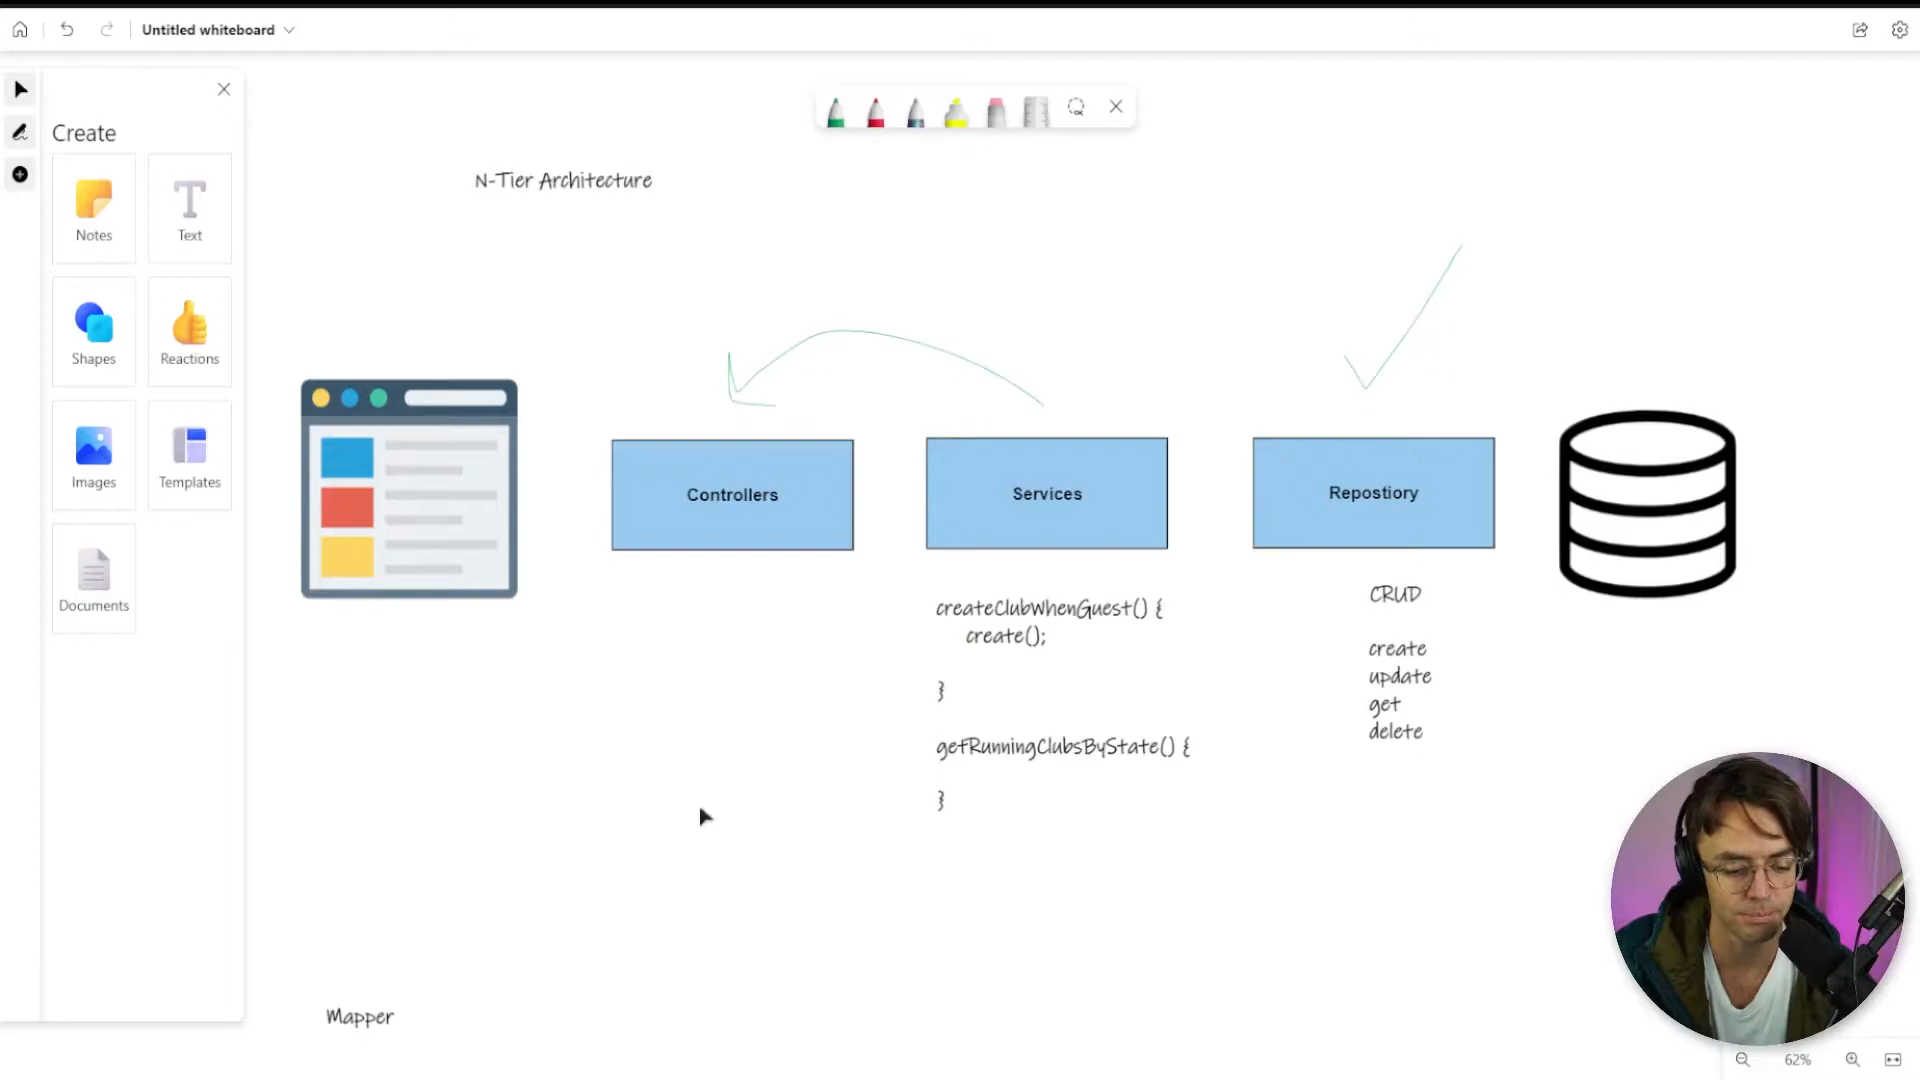 Untitled whiteboard
Create
Notes
Text
Shapes
Reactions
Images
Templates
Documents
N-Tier Architecture
Controllers
Services
Repostiory
createClubWhenGuest() {
create();
}
getRunningClubsByState() {
}
CRUD
create
update
get
delete
Mapper
62%